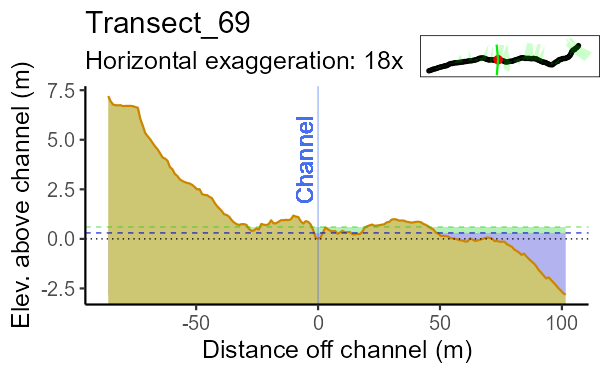 Transect_69
Horizontal exaggeration: 18x
Elev. above channel (m)
7.5
5.0
2.5
0.0
-2.5
Channel
-50
0
50
100
Distance off channel (m)